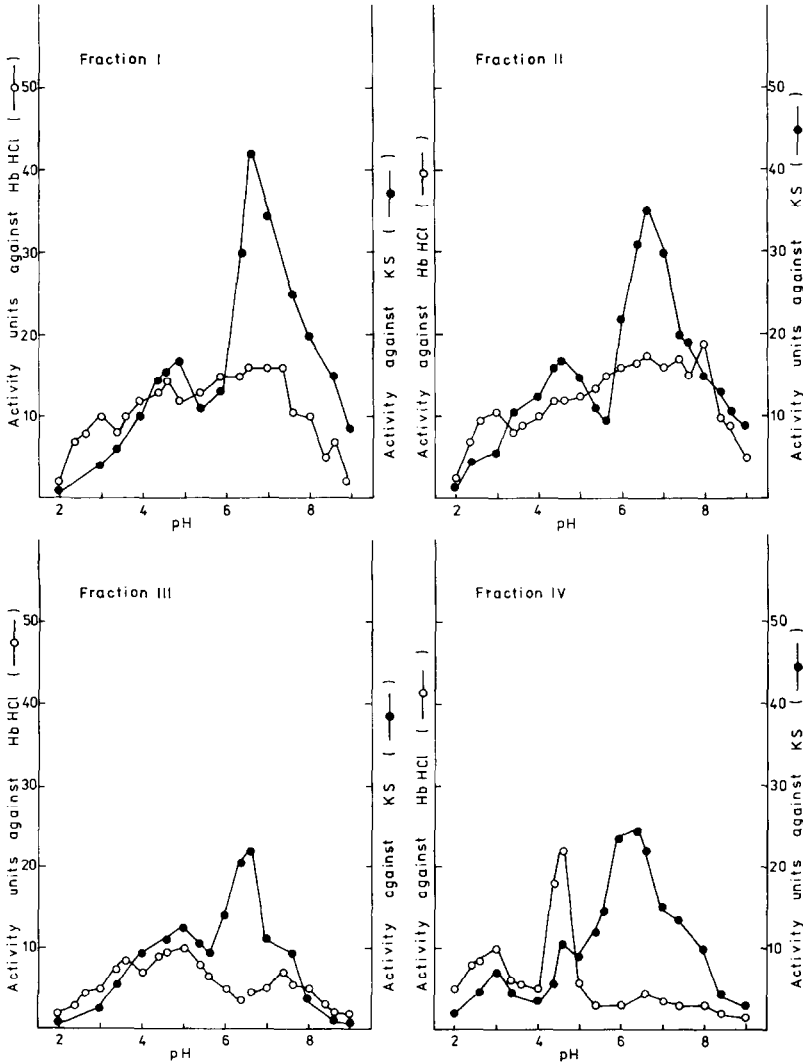 Fraction I
Activity units against Hb HCl ( —○— )
50
40
30
20
10
2 4 6 8
pH
Activity against KS ( —●— )
Fraction II
Activity against Hb HCl ( —○— )
2 4 6 8
pH
50
40
30
20
10
Activity units against KS ( —●— )
Fraction III
Activity units against Hb HCl ( —○— )
50
40
30
20
10
2 4 6 8
pH
Activity against KS ( —●— )
Fraction IV
Activity against Hb HCl ( —○— )
2 4 6 8
pH
50
40
30
20
10
Activity units against KS ( —●— )